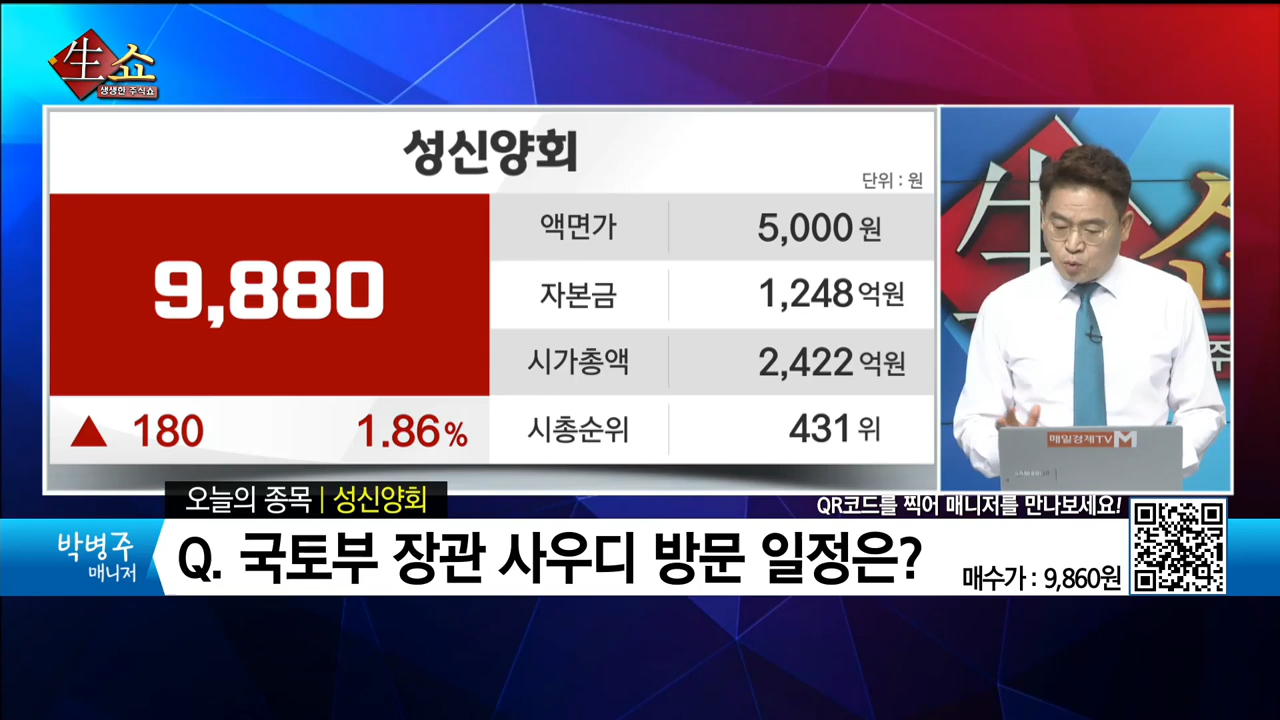 生쇼
생생한 주식쇼
성신양회
단위 : 원
9,880
▲ 180 1.86%
액면가 5,000 원
자본금 1,248 억원
시가총액 2,422 억원
시총순위 431 위
生쇼
주
매일경제TV M
오늘의 종목 | 성신양회
QR코드를 찍어 매니저를 만나보세요!
박병주
매니저
Q. 국토부 장관 사우디 방문 일정은?
매수가 : 9,860원